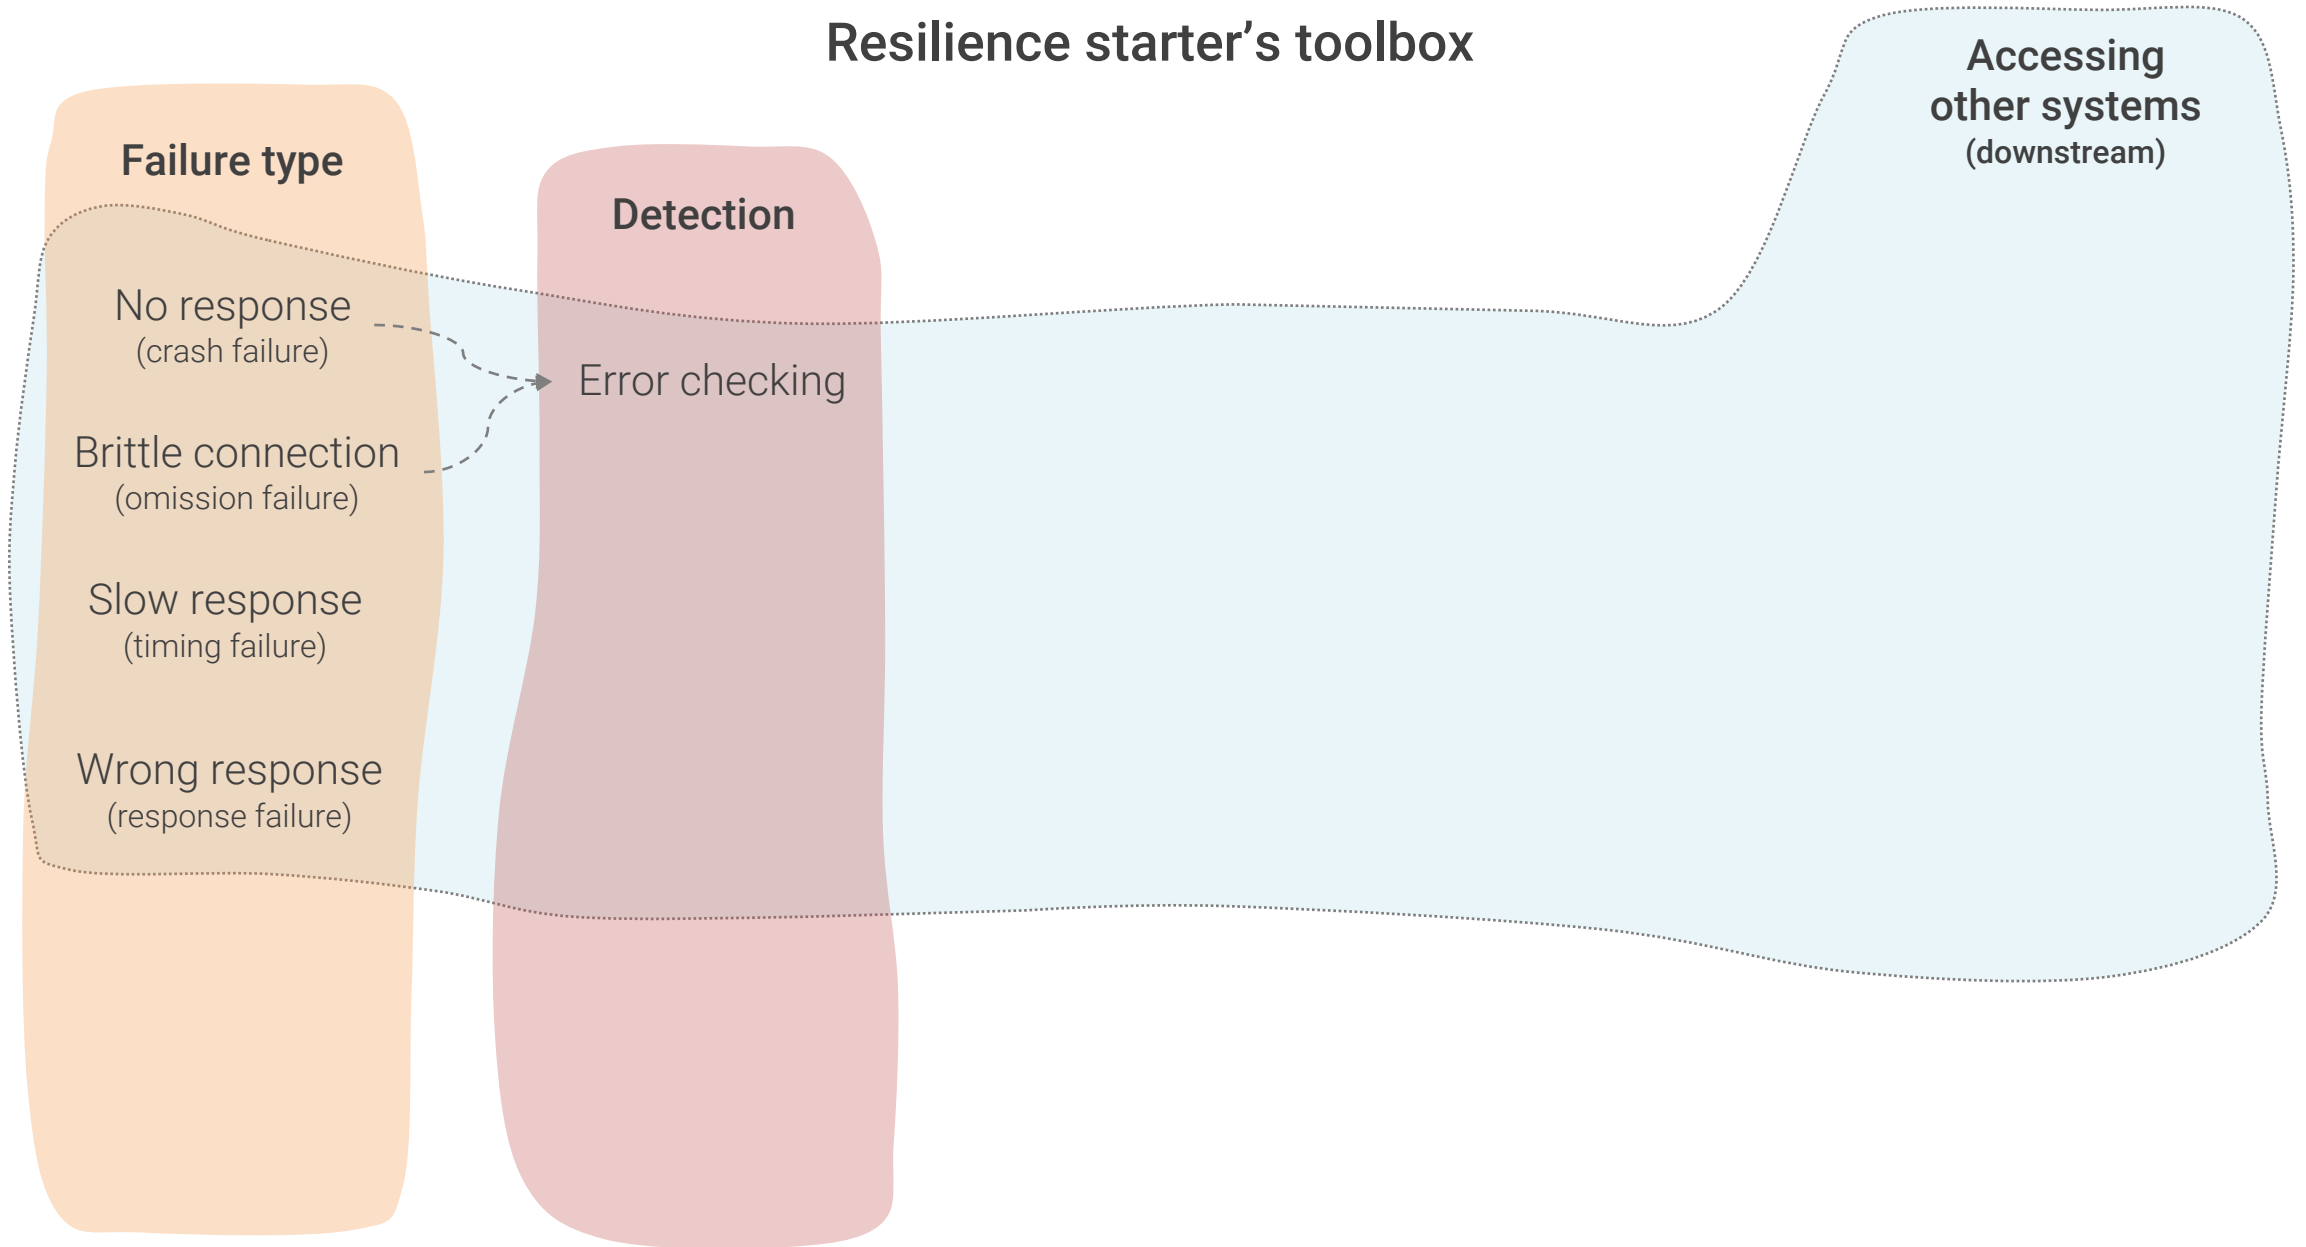 Resilience starter’s toolbox
Accessing
other systems
(downstream)
Failure type
Detection
No response
(crash failure)
Error checking
Brittle connection
(omission failure)
Slow response
(timing failure)
Wrong response
(response failure)